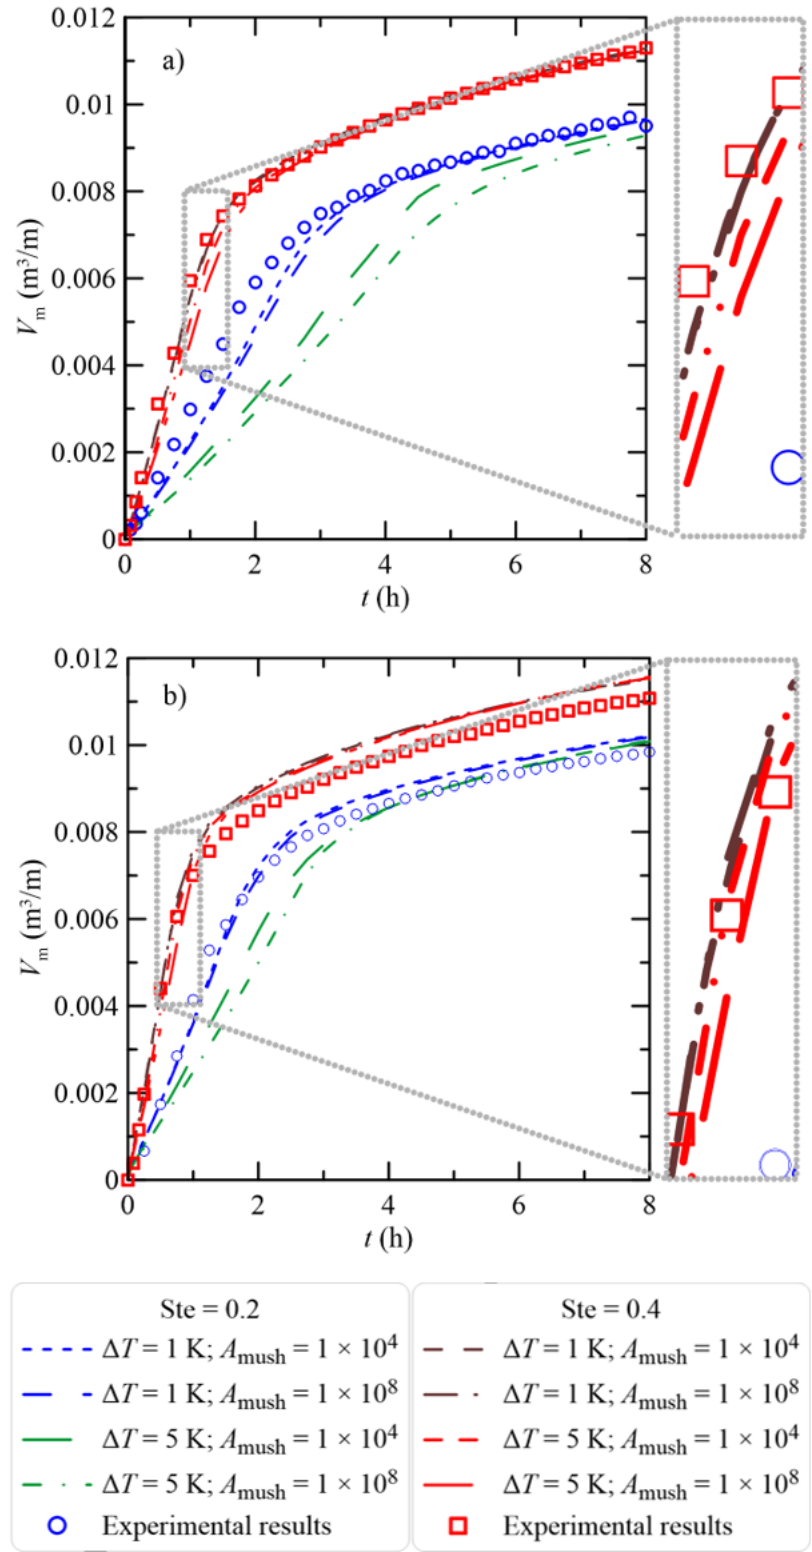 0.012
a)
0.01
0.008
V_m (m³/m)
0.006
0.004
0.002
0
0 2 4 6 8
t (h)
0.012
b)
0.01
0.008
V_m (m³/m)
0.006
0.004
0.002
0
0 2 4 6 8
t (h)
Ste = 0.2
ΔT = 1 K; A_mush = 1 × 10⁴
ΔT = 1 K; A_mush = 1 × 10⁸
ΔT = 5 K; A_mush = 1 × 10⁴
ΔT = 5 K; A_mush = 1 × 10⁸
Experimental results
Ste = 0.4
ΔT = 1 K; A_mush = 1 × 10⁴
ΔT = 1 K; A_mush = 1 × 10⁸
ΔT = 5 K; A_mush = 1 × 10⁴
ΔT = 5 K; A_mush = 1 × 10⁸
Experimental results